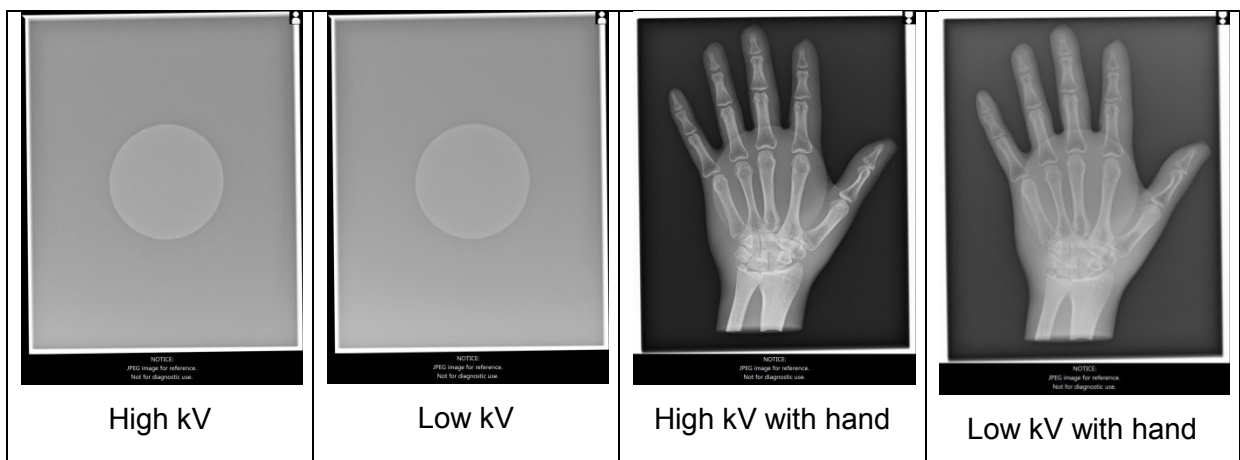 NOTICE:
JPEG image for reference.
Not for diagnostic use.
High kV
NOTICE:
JPEG image for reference.
Not for diagnostic use.
Low kV
NOTICE:
JPEG image for reference.
Not for diagnostic use.
High kV with hand
NOTICE:
JPEG image for reference.
Not for diagnostic use.
Low kV with hand